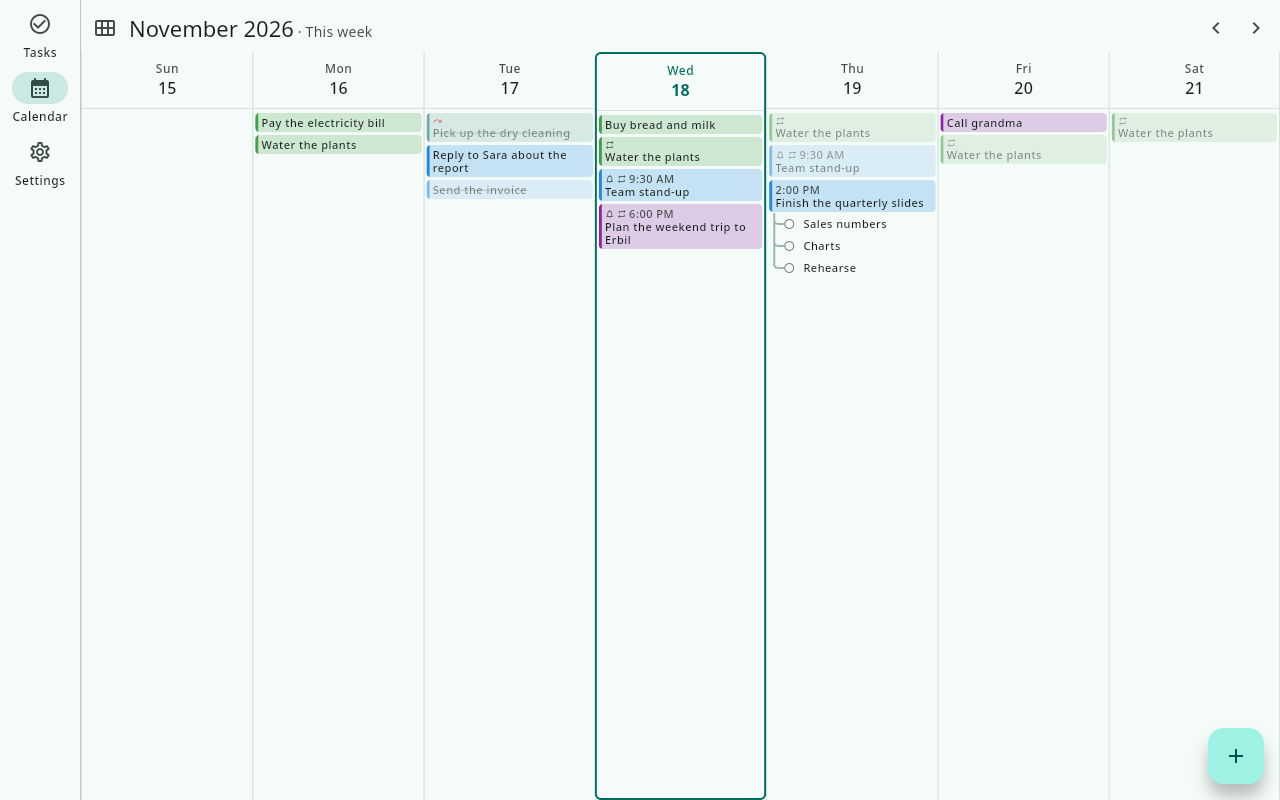 Tasks
Calendar
Settings
November 2026 · This week
Sun
15
Mon
16
Pay the electricity bill
Water the plants
Tue
17
Pick up the dry cleaning
Reply to Sara about the
report
Send the invoice
Wed
18
Buy bread and milk
Water the plants
9:30 AM
Team stand-up
6:00 PM
Plan the weekend trip to
Erbil
Thu
19
Water the plants
9:30 AM
Team stand-up
2:00 PM
Finish the quarterly slides
Sales numbers
Charts
Rehearse
Fri
20
Call grandma
Water the plants
Sat
21
Water the plants